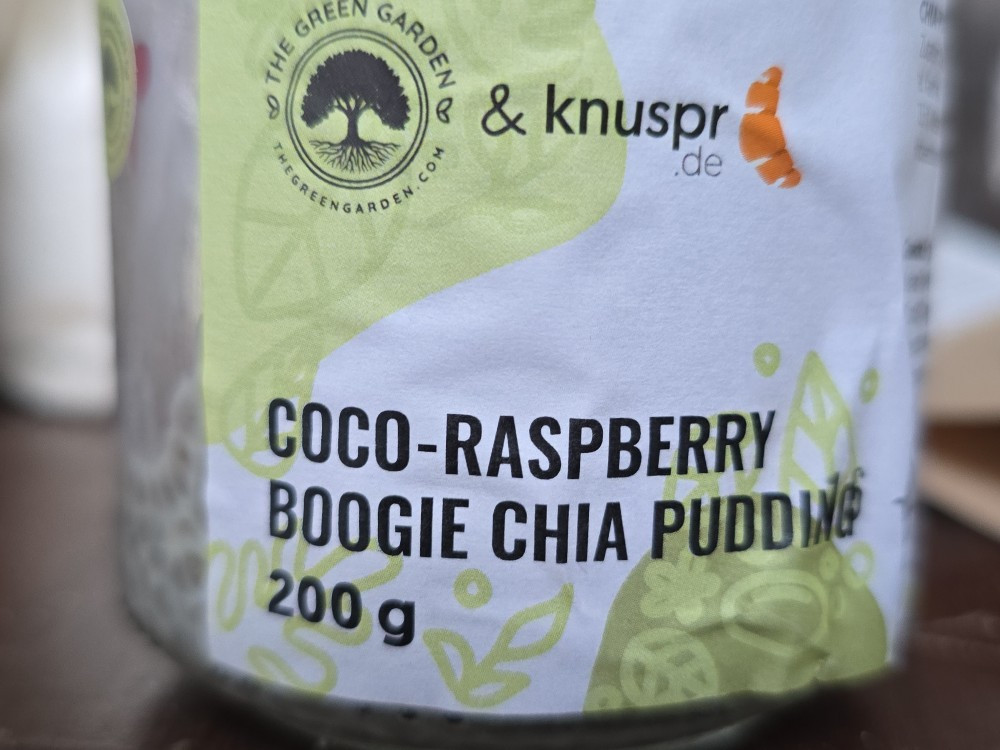 THE GREEN GARDEN
THEGREENGARDEN.COM
& knuspr
.de
COCO-RASPBERRY
BOOGIE CHIA PUDDING
200 g